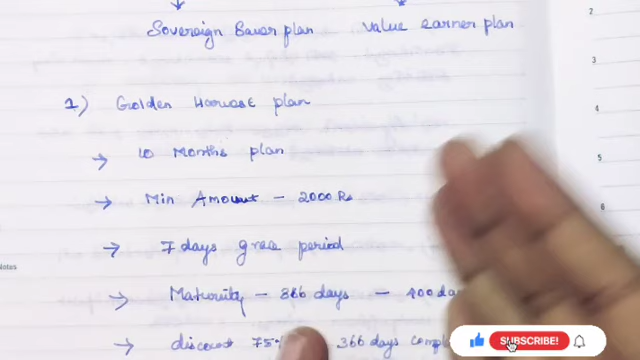 Sovereign Saver plan value earner plan
1) Golden Harvest plan
→ 10 Months plan
→ Min Amount - 2000 Rs
→ 7 days grace period
→ Maturity - 366 days - 400 da
→ discount 75% 366 days compl
SUBSCRIBE!
Notes
2
3
4
5
6